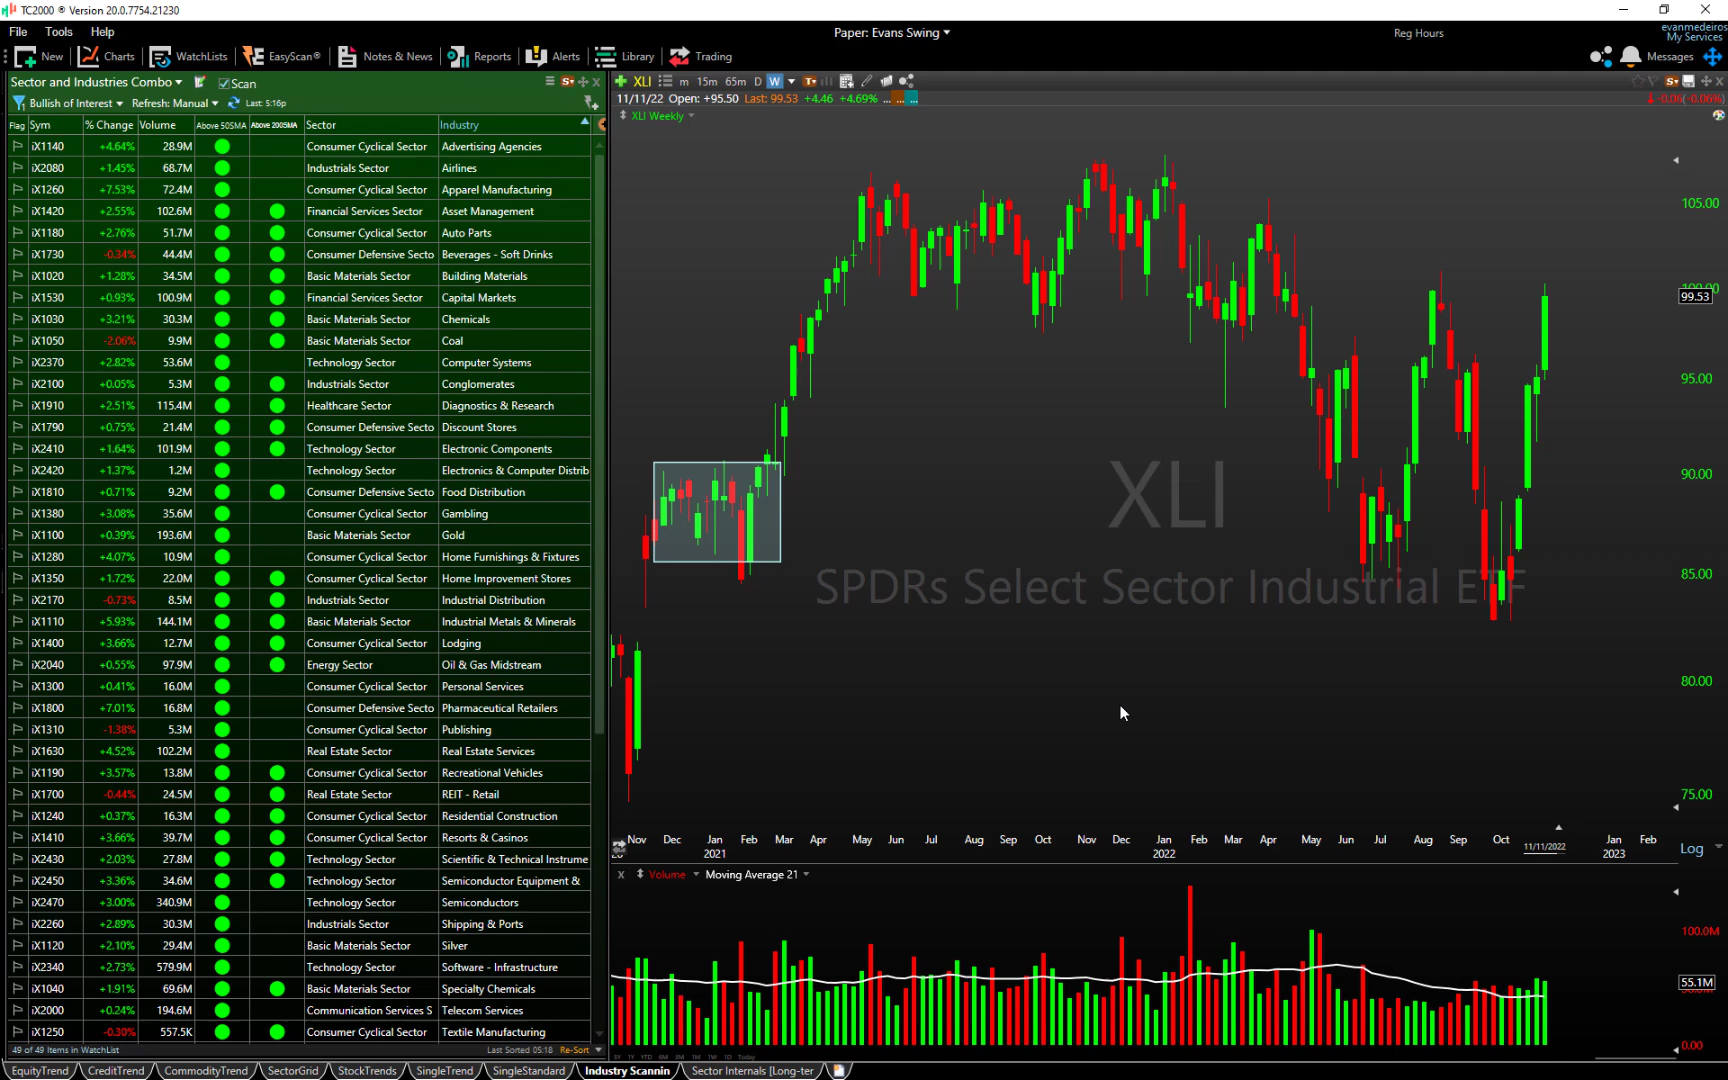 TC2000 ® Version 20.0.7754.21230
File Tools Help
Paper: Evans Swing
Reg Hours
evanmedeiros
My Services
New Charts WatchLists EasyScan® Notes & News Reports Alerts Library Trading
Messages
Sector and Industries Combo Scan
Bullish of Interest Refresh: Manual Last: 5:16p
Flag Sym % Change Volume Above 50SMA Above 200SMA Sector Industry
iX1140 +4.64% 28.9M Consumer Cyclical Sector Advertising Agencies
iX2080 +1.45% 68.7M Industrials Sector Airlines
iX1260 +7.53% 72.4M Consumer Cyclical Sector Apparel Manufacturing
iX1420 +2.55% 102.6M Financial Services Sector Asset Management
iX1180 +2.76% 51.7M Consumer Cyclical Sector Auto Parts
iX1730 -0.34% 44.4M Consumer Defensive Secto Beverages - Soft Drinks
iX1020 +1.28% 34.5M Basic Materials Sector Building Materials
iX1530 +0.93% 100.9M Financial Services Sector Capital Markets
iX1030 +3.21% 30.3M Basic Materials Sector Chemicals
iX1050 -2.06% 9.9M Basic Materials Sector Coal
iX2370 +2.82% 53.6M Technology Sector Computer Systems
iX2100 +0.05% 5.3M Industrials Sector Conglomerates
iX1910 +2.51% 115.4M Healthcare Sector Diagnostics & Research
iX1790 +0.75% 21.4M Consumer Defensive Secto Discount Stores
iX2410 +1.64% 101.9M Technology Sector Electronic Components
iX2420 +1.37% 1.2M Technology Sector Electronics & Computer Distrib
iX1810 +0.71% 9.2M Consumer Defensive Secto Food Distribution
iX1380 +3.08% 35.6M Consumer Cyclical Sector Gambling
iX1100 +0.39% 193.6M Basic Materials Sector Gold
iX1280 +4.07% 10.9M Consumer Cyclical Sector Home Furnishings & Fixtures
iX1350 +1.72% 22.0M Consumer Cyclical Sector Home Improvement Stores
iX2170 -0.73% 8.5M Industrials Sector Industrial Distribution
iX1110 +5.93% 144.1M Basic Materials Sector Industrial Metals & Minerals
iX1400 +3.66% 12.7M Consumer Cyclical Sector Lodging
iX2040 +0.55% 97.9M Energy Sector Oil & Gas Midstream
iX1300 +0.41% 16.0M Consumer Cyclical Sector Personal Services
iX1800 +7.01% 16.8M Consumer Defensive Secto Pharmaceutical Retailers
iX1310 -1.38% 5.3M Consumer Cyclical Sector Publishing
iX1630 +4.52% 102.2M Real Estate Sector Real Estate Services
iX1190 +3.57% 13.8M Consumer Cyclical Sector Recreational Vehicles
iX1700 -0.44% 24.5M Real Estate Sector REIT - Retail
iX1240 +0.37% 16.3M Consumer Cyclical Sector Residential Construction
iX1410 +3.66% 39.7M Consumer Cyclical Sector Resorts & Casinos
iX2430 +2.03% 27.8M Technology Sector Scientific & Technical Instrume
iX2450 +3.36% 34.6M Technology Sector Semiconductor Equipment &
iX2470 +3.00% 340.9M Technology Sector Semiconductors
iX2260 +2.89% 30.3M Industrials Sector Shipping & Ports
iX1120 +2.10% 29.4M Basic Materials Sector Silver
iX2340 +2.73% 579.9M Technology Sector Software - Infrastructure
iX1040 +1.91% 69.6M Basic Materials Sector Specialty Chemicals
iX2000 +0.24% 194.6M Communication Services S Telecom Services
iX1250 -0.30% 557.5K Consumer Cyclical Sector Textile Manufacturing
49 of 49 Items in WatchList Last Sorted 05:18 Re-Sort
XLI m 15m 65m D W
11/11/22 Open: +95.50 Last: 99.53 +4.46 +4.69% ... ... ...
-0.06(-0.06%)
XLI Weekly
105.00
100.00
99.53
95.00
90.00
85.00
80.00
75.00
XLI
SPDRs Select Sector Industrial ETF
Nov Dec Jan Feb Mar Apr May Jun Jul Aug Sep Oct Nov Dec Jan Feb Mar Apr May Jun Jul Aug Sep Oct 11/11/2022 Jan Feb
2021 2022 2023
Log
X Volume Moving Average 21
100.0M
55.1M
0.00
5Y 1Y YTD 6M 3M 1M 1W 1D Today
EquityTrend CreditTrend CommodityTrend SectorGrid StockTrends SingleTrend SingleStandard Industry Scannin Sector Internals [Long-ter